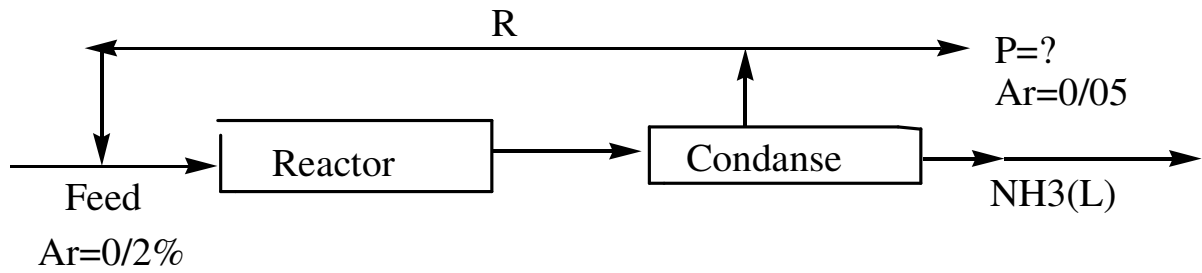 R
P=?
Ar=0/05
Reactor
Condanse
Feed
NH3(L)
Ar=0/2%